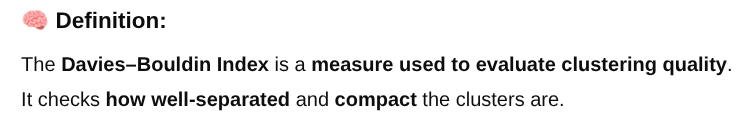 🧠 Definition:
The Davies–Bouldin Index is a measure used to evaluate clustering quality.
It checks how well-separated and compact the clusters are.